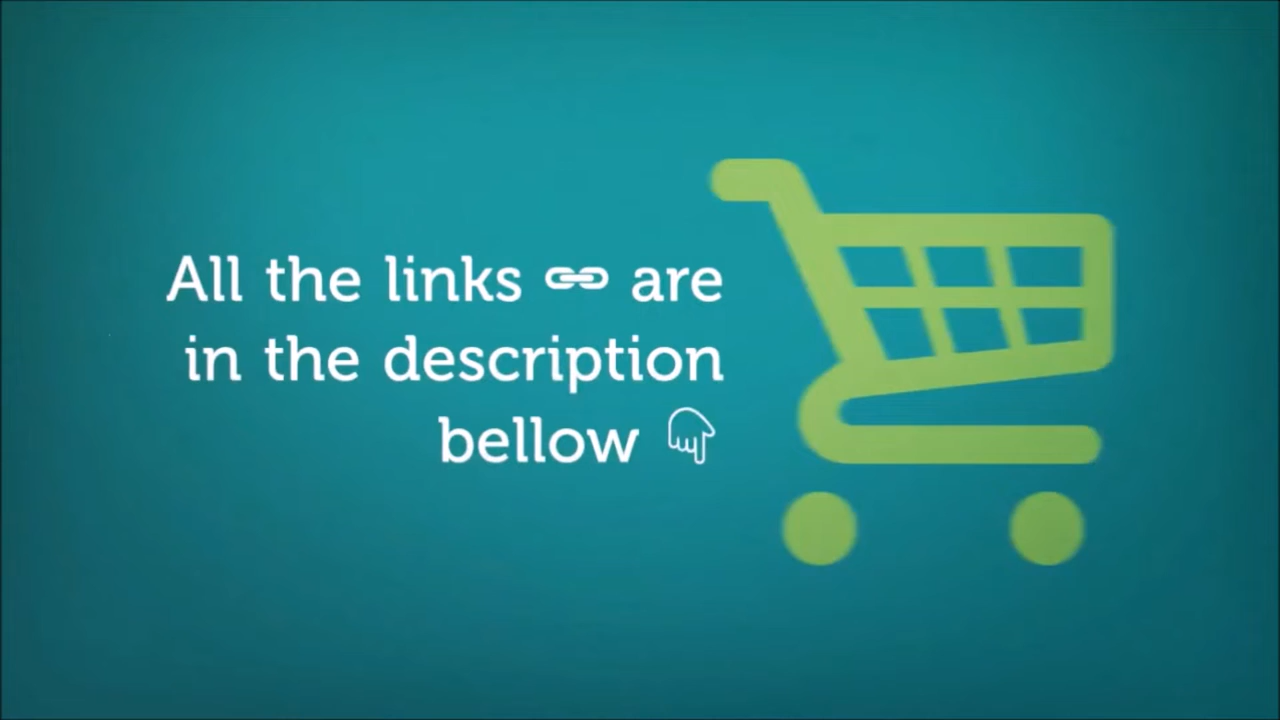 All the links 🔗 are
in the description
bellow 👇